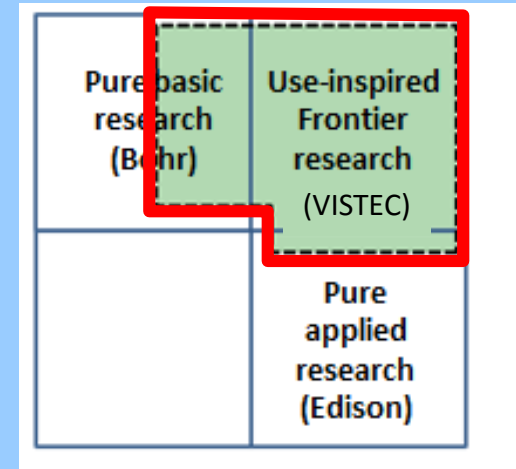 Pure basic
research
(Bohr)
Use-inspired
Frontier
research
(VISTEC)
Pure
applied
research
(Edison)